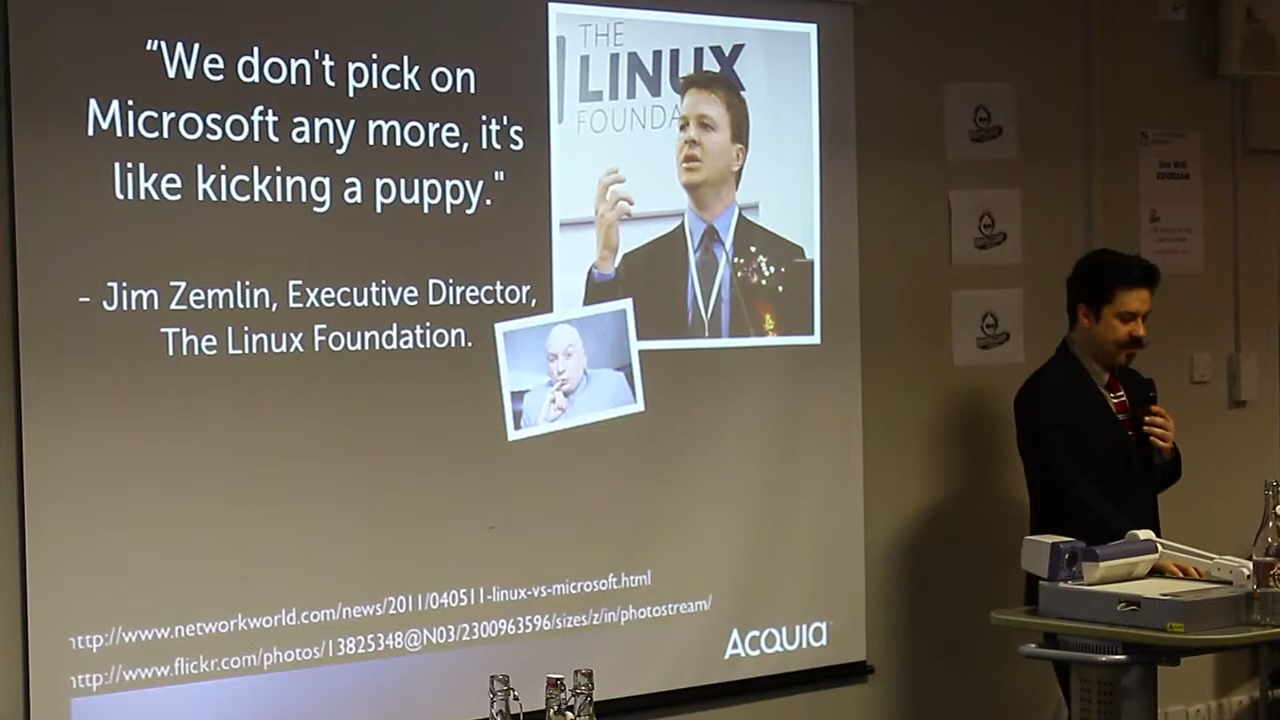 “We don't pick on
Microsoft any more, it's
like kicking a puppy."
- Jim Zemlin, Executive Director,
The Linux Foundation.
THE
LINUX
FOUNDA
ttp://www.networkworld.com/news/2011/040511-linux-vs-microsoft.html
ttp://www.flickr.com/photos/13825348@N03/2300963596/sizes/z/in/photostream/
Acquia